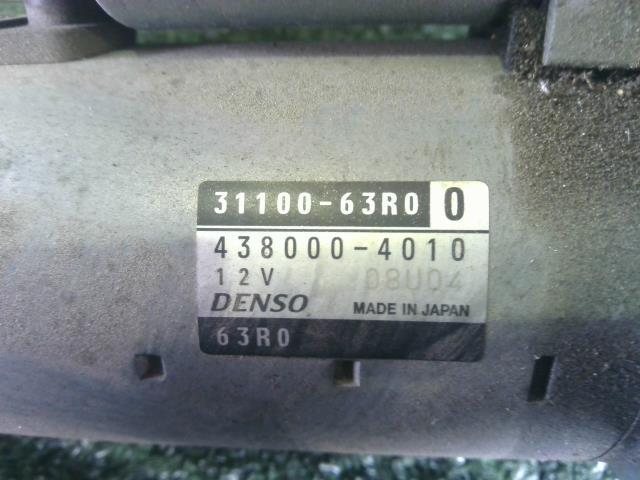 31100-63R0 0
438000-4010
12V 08U04
DENSO MADE IN JAPAN
63R0